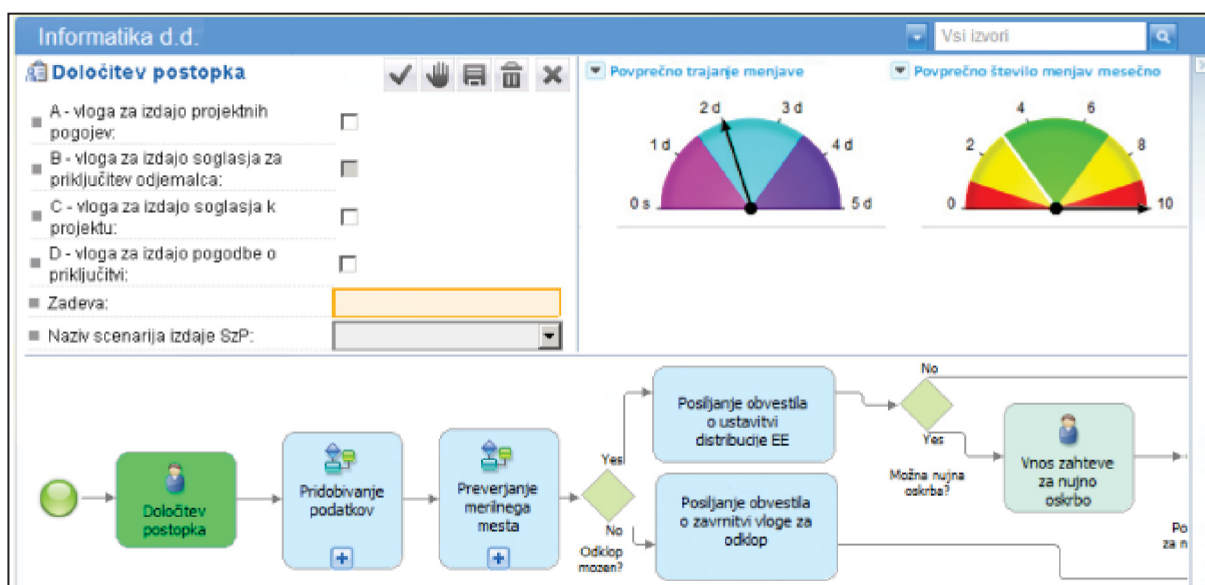 Informatika d.d.
Vsi izvori
Določitev postopka
A - vloga za izdajo projektnih
pogojev:
B - vloga za izdajo soglasja za
priključitev odjemalca:
C - vloga za izdajo soglasja k
projektu:
D - vloga za izdajo pogodbe o
priključitvi:
Zadeva:
Naziv scenarija izdaje SzP:
Povprečno trajanje menjave
0 s
1 d
2 d
3 d
4 d
5 d
Povprečno število menjav mesečno
0
2
4
6
8
10
Določitev
postopka
Pridobivanje
podatkov
Preverjanje
merilnega
mesta
Yes
No
Odklop
mozen?
Posiljanje obvestila
o ustavitvi
distribucije EE
Posiljanje obvestila
o zavrnitvi vloge za
odklop
No
Yes
Možna nujna
oskrba?
Vnos zahteve
za nujno
oskrbo
Po
za n